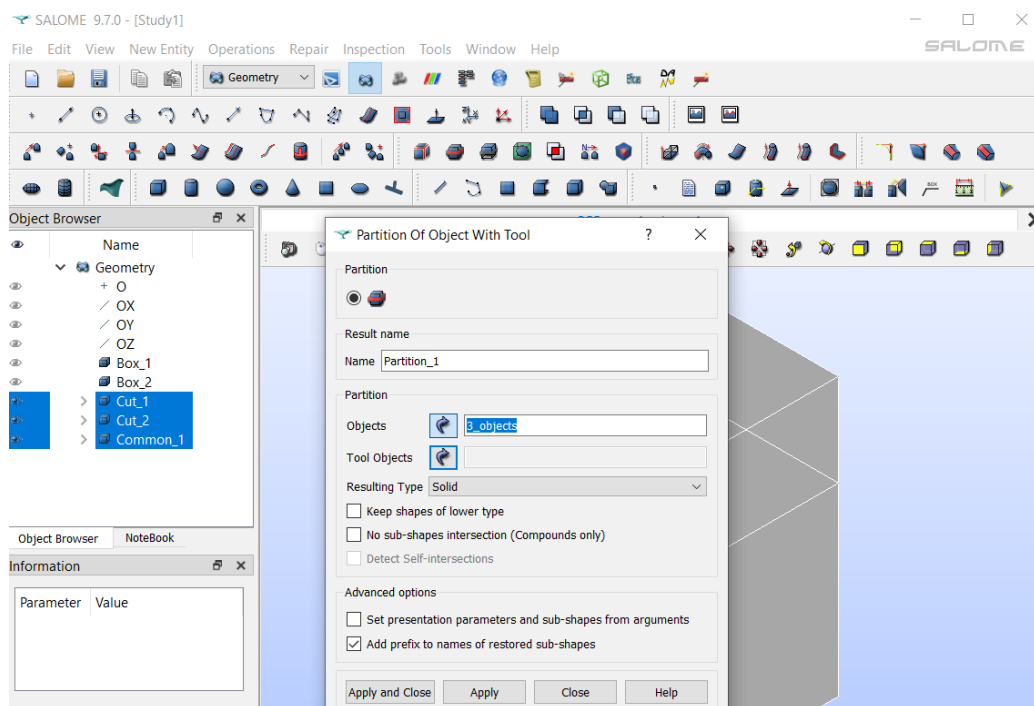 SALOME 9.7.0 - [Study1]
File Edit View New Entity Operations Repair Inspection Tools Window Help
SALOME
Geometry
Object Browser
Name
Geometry
O
OX
OY
OZ
Box_1
Box_2
Cut_1
Cut_2
Common_1
Object Browser NoteBook
Information
Parameter Value
Partition Of Object With Tool ?
Partition
Result name
Name Partition_1
Partition
Objects 3_objects
Tool Objects
Resulting Type Solid
Keep shapes of lower type
No sub-shapes intersection (Compounds only)
Detect Self-intersections
Advanced options
Set presentation parameters and sub-shapes from arguments
Add prefix to names of restored sub-shapes
Apply and Close Apply Close Help